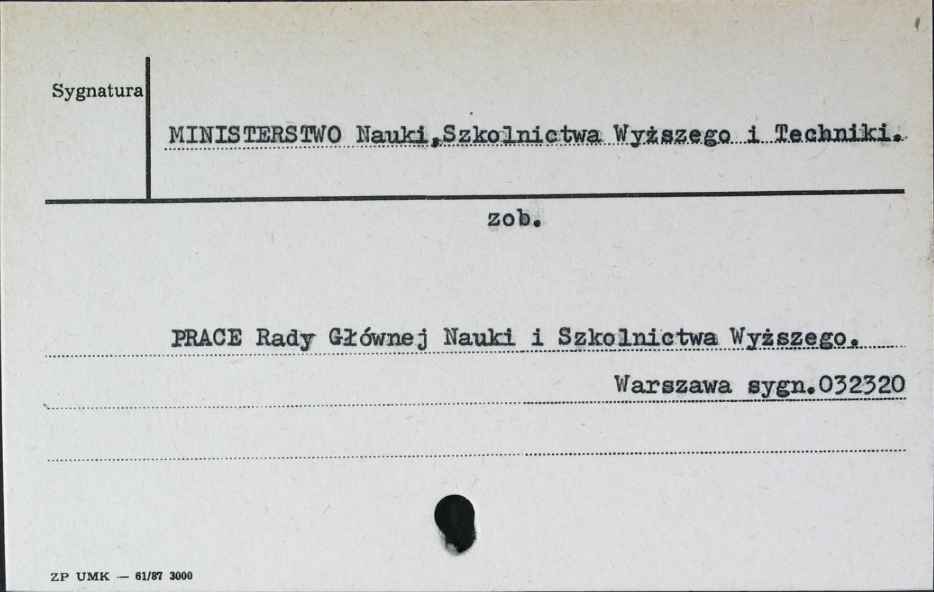 Sygnatura
MINISTERSTWO Nauki,Szkolnictwa Wyższego i Techniki.
zob.
PRACE Rady Głównej Nauki i Szkolnictwa Wyższego.
Warszawa sygn.032320
ZP UMK — 61/87 3000